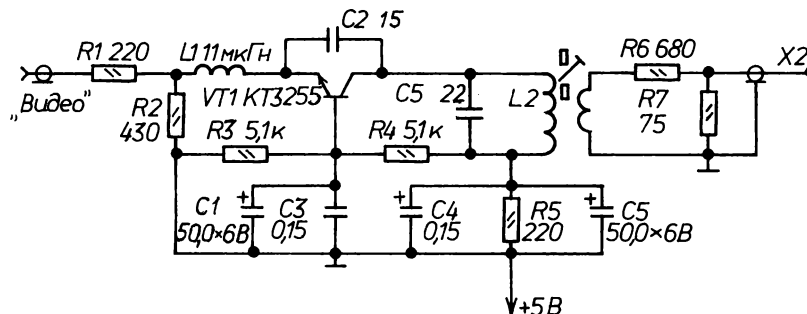 C2 15
R1 220
L1 11мкГн
R6 680
X2
„Видео"
VT1 КТ3255
C5
22
L2
R2
430
R7
75
R3 5,1к
R4 5,1к
+
C1
50,0×6В
C3
0,15
+
C4
0,15
R5
220
+
C5
50,0×6В
+5В